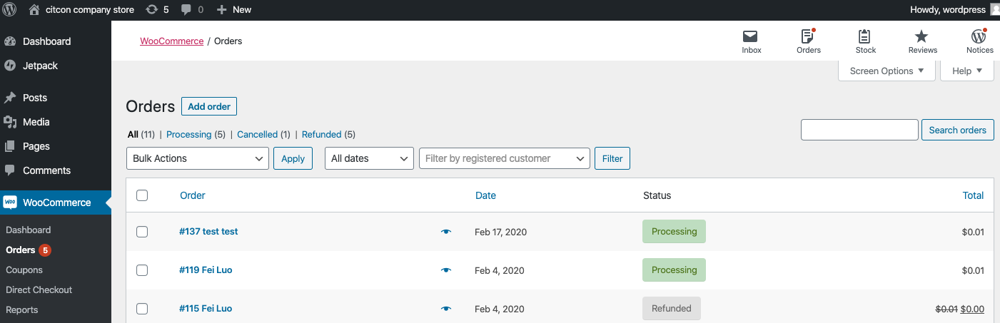 citcon company store 5 0 + New Howdy, wordpress
Dashboard
Jetpack
Posts
Media
Pages
Comments
WooCommerce
Dashboard
Orders 5
Coupons
Direct Checkout
Reports
WooCommerce / Orders
Inbox Orders Stock Reviews Notices
Screen Options ▼ Help ▼
Orders Add order
All (11) | Processing (5) | Cancelled (1) | Refunded (5)
Search orders
Bulk Actions Apply All dates Filter by registered customer Filter
Order Date Status Total
#137 test test Feb 17, 2020 Processing $0.01
#119 Fei Luo Feb 4, 2020 Processing $0.01
#115 Fei Luo Feb 4, 2020 Refunded $0.01 $0.00